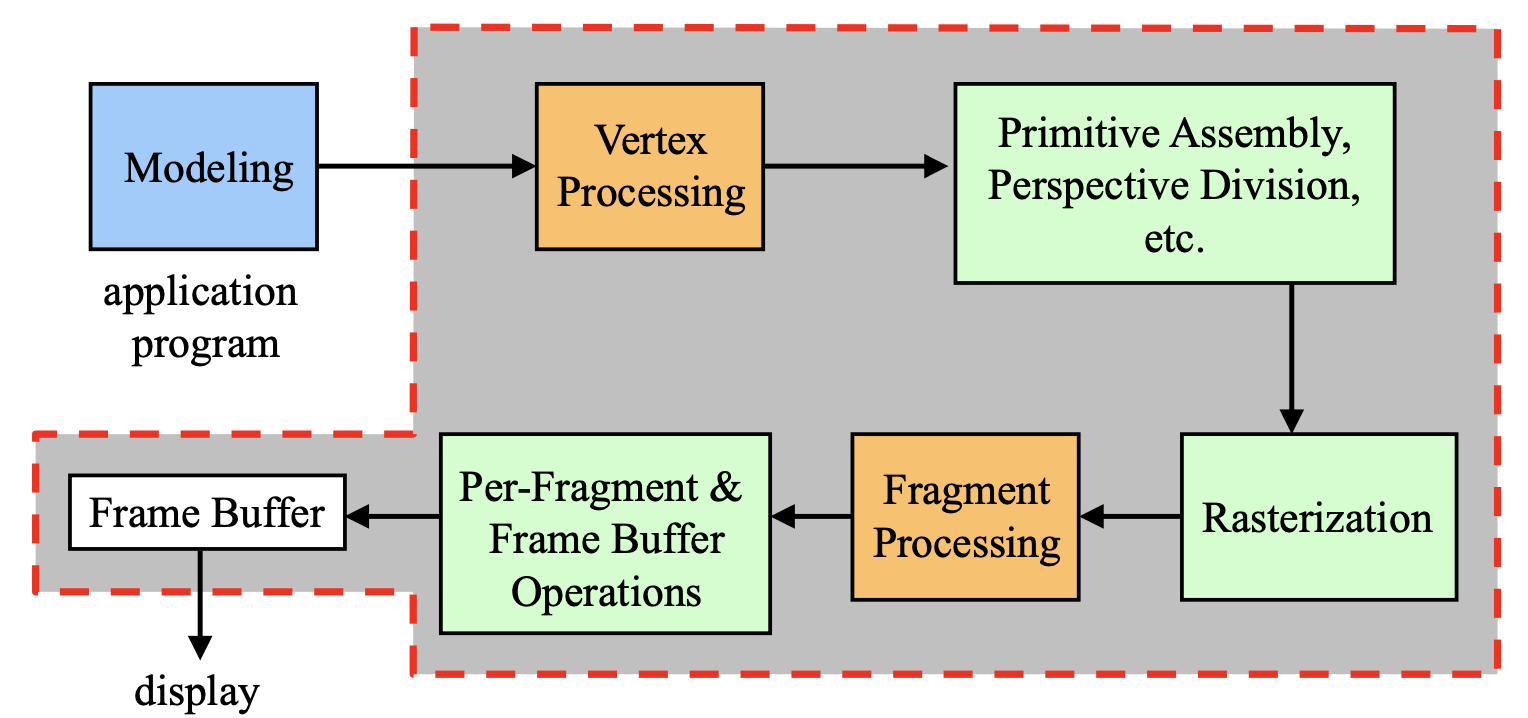 Modeling
application
program
Vertex
Processing
Primitive Assembly,
Perspective Division,
etc.
Rasterization
Fragment
Processing
Per-Fragment &
Frame Buffer
Operations
Frame Buffer
display